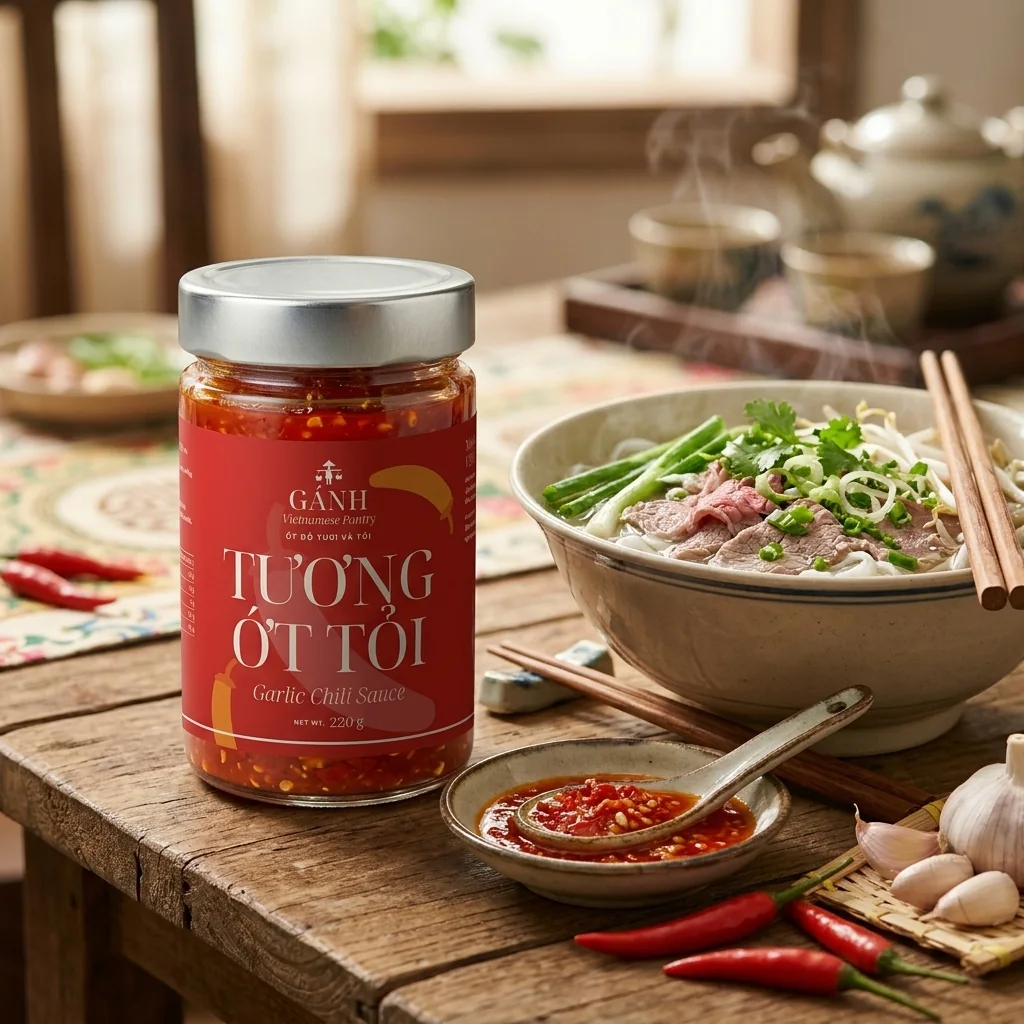 GÁNH
Vietnamese Pantry
ỚT ĐỎ TƯƠI VÀ TỎI
TƯƠNG
ỚT TỎI
Garlic Chili Sauce
NET WT. 220 g